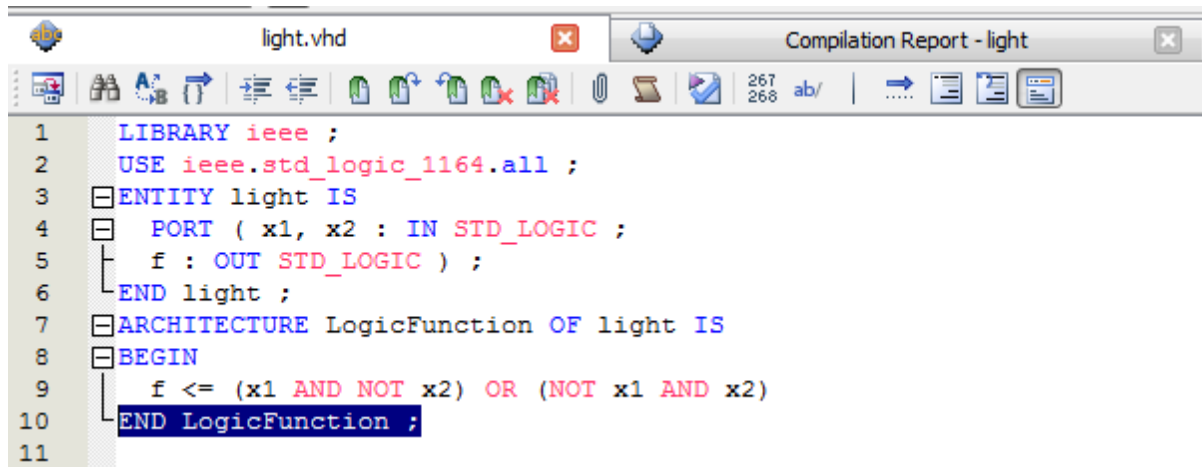 light.vhd
Compilation Report - light
abc
267
268
ab/
1 LIBRARY ieee ;
2 USE ieee.std_logic_1164.all ;
3 ENTITY light IS
4 PORT ( x1, x2 : IN STD_LOGIC ;
5 f : OUT STD_LOGIC ) ;
6 END light ;
7 ARCHITECTURE LogicFunction OF light IS
8 BEGIN
9 f <= (x1 AND NOT x2) OR (NOT x1 AND x2)
10 END LogicFunction ;
11